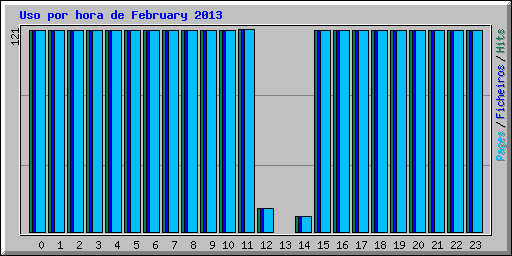 Uso por hora de February 2013
121
Pages / Ficheiros / Hits
0 1 2 3 4 5 6 7 8 9 10 11 12 13 14 15 16 17 18 19 20 21 22 23